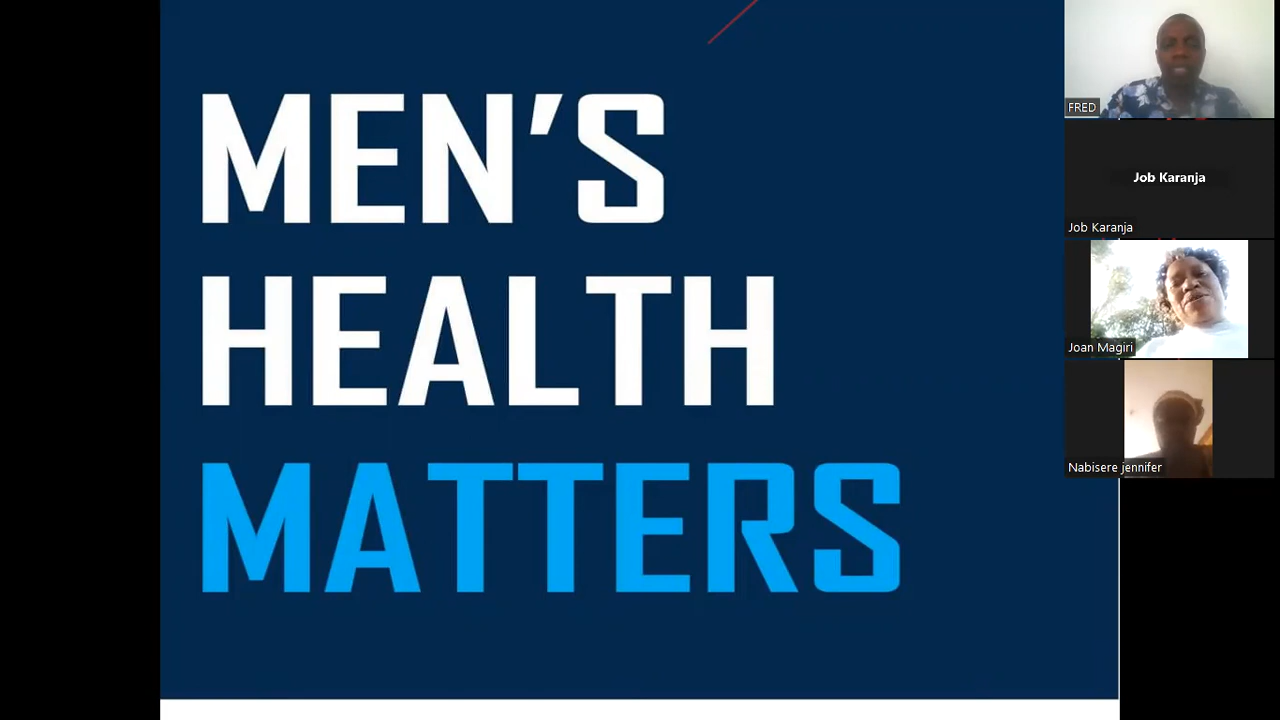 MEN'S
HEALTH
MATTERS
FRED
Job Karanja
Job Karanja
Joan Magiri
Nabisere jennifer